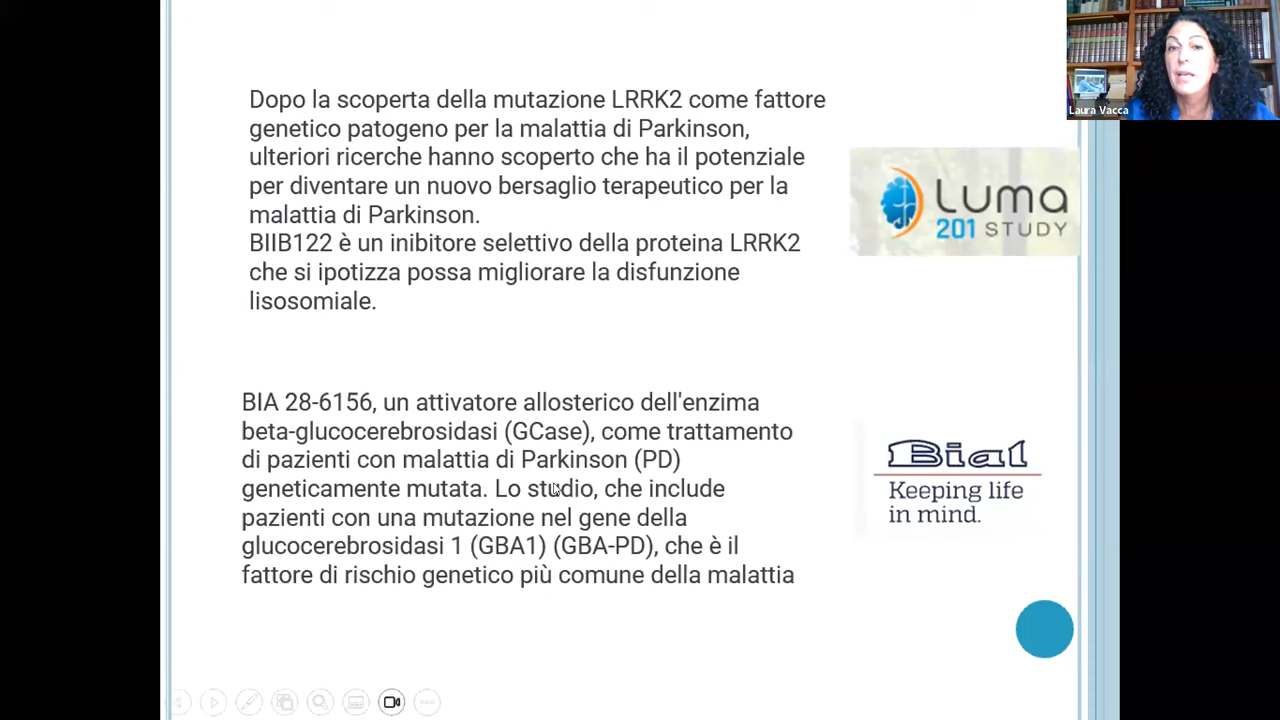 Dopo la scoperta della mutazione LRRK2 come fattore
genetico patogeno per la malattia di Parkinson,
ulteriori ricerche hanno scoperto che ha il potenziale
per diventare un nuovo bersaglio terapeutico per la
malattia di Parkinson.
BIIB122 è un inibitore selettivo della proteina LRRK2
che si ipotizza possa migliorare la disfunzione
lisosomiale.
Luma
201 STUDY
BIA 28-6156, un attivatore allosterico dell'enzima
beta-glucocerebrosidasi (GCase), come trattamento
di pazienti con malattia di Parkinson (PD)
geneticamente mutata. Lo studio, che include
pazienti con una mutazione nel gene della
glucocerebrosidasi 1 (GBA1) (GBA-PD), che è il
fattore di rischio genetico più comune della malattia
Bial
Keeping life
in mind.
Laura Vacca